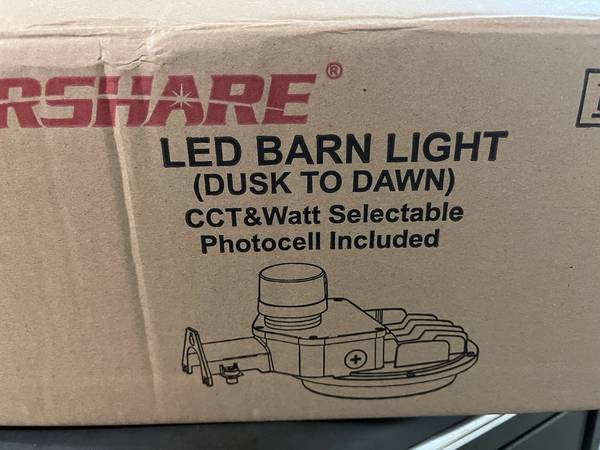 RSHARE®
LED BARN LIGHT
(DUSK TO DAWN)
CCT&Watt Selectable
Photocell Included